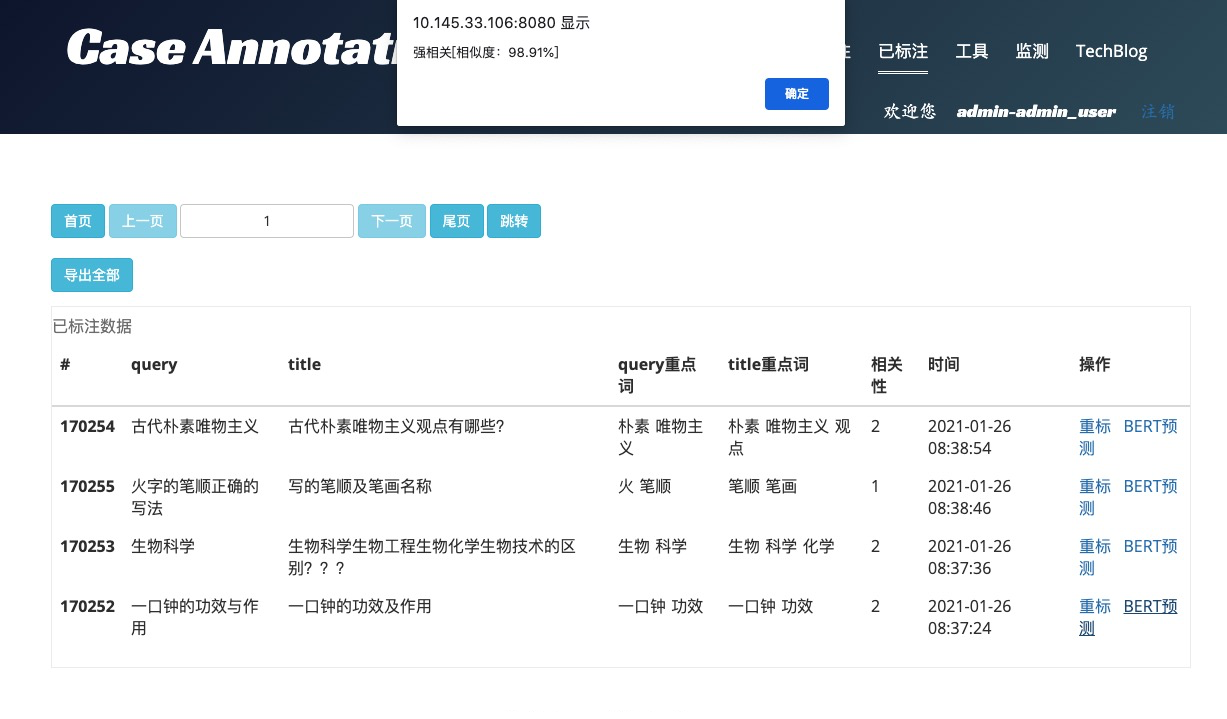 10.145.33.106:8080 显示
强相关[相似度：98.91%]
确定
Case Annotat
注 已标注 工具 监测 TechBlog
欢迎您 admin-admin_user 注销
首页 上一页 1 下一页 尾页 跳转
导出全部
已标注数据
# query title query重点 title重点词 相关 时间 操作
词 性
170254 古代朴素唯物主义 古代朴素唯物主义观点有哪些? 朴素 唯物主 朴素 唯物主义 观 2 2021-01-26 重标 BERT预
义 点 08:38:54 测
170255 火字的笔顺正确的 写的笔顺及笔画名称 火 笔顺 笔顺 笔画 1 2021-01-26 重标 BERT预
写法 08:38:46 测
170253 生物科学 生物科学生物工程生物化学生物技术的区 生物 科学 生物 科学 化学 2 2021-01-26 重标 BERT预
别？？？ 08:37:36 测
170252 一口钟的功效与作 一口钟的功效及作用 一口钟 功效 一口钟 功效 2 2021-01-26 重标 BERT预
用 08:37:24 测